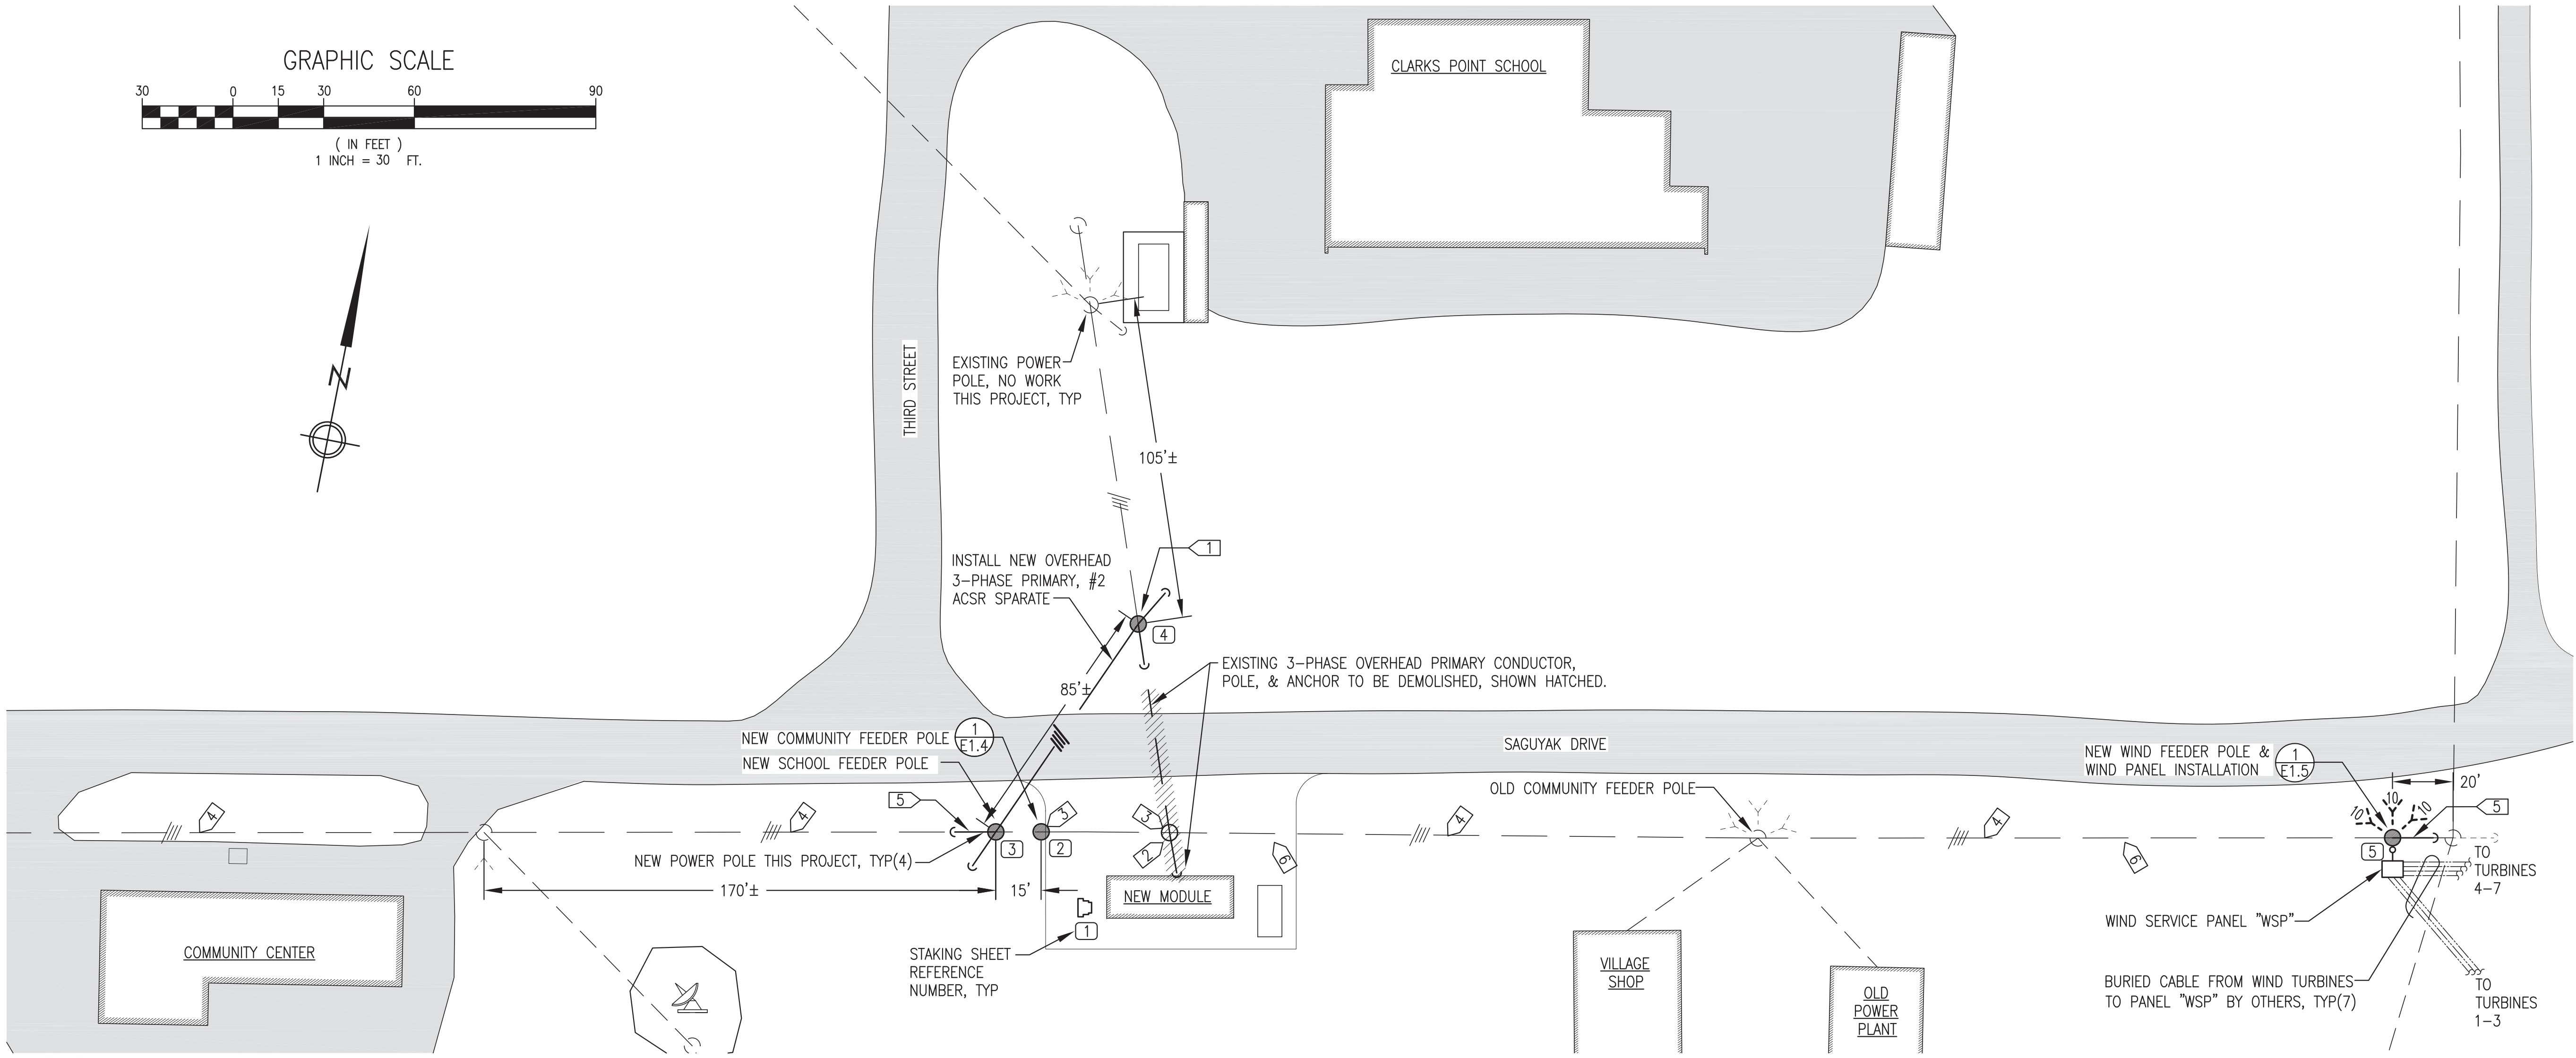 GRAPHIC SCALE
30 0 15 30 60 90
( IN FEET )
1 INCH = 30 FT.
N
CLARKS POINT SCHOOL
THIRD STREET
EXISTING POWER
POLE, NO WORK
THIS PROJECT, TYP
105'±
1
INSTALL NEW OVERHEAD
3-PHASE PRIMARY, #2
ACSR SPARATE
4
85'±
EXISTING 3-PHASE OVERHEAD PRIMARY CONDUCTOR,
POLE, & ANCHOR TO BE DEMOLISHED, SHOWN HATCHED.
NEW COMMUNITY FEEDER POLE
1
E1.4
NEW SCHOOL FEEDER POLE
SAGUYAK DRIVE
NEW WIND FEEDER POLE &
WIND PANEL INSTALLATION
1
E1.5
20'
OLD COMMUNITY FEEDER POLE
4
4
5
3
3
4
4
10
10
10
5
NEW POWER POLE THIS PROJECT, TYP(4)
3
2
2
6
6
5
TO
TURBINES
4-7
170'±
15'
NEW MODULE
1
STAKING SHEET
REFERENCE
NUMBER, TYP
COMMUNITY CENTER
VILLAGE
SHOP
OLD
POWER
PLANT
WIND SERVICE PANEL "WSP"
BURIED CABLE FROM WIND TURBINES
TO PANEL "WSP" BY OTHERS, TYP(7)
TO
TURBINES
1-3